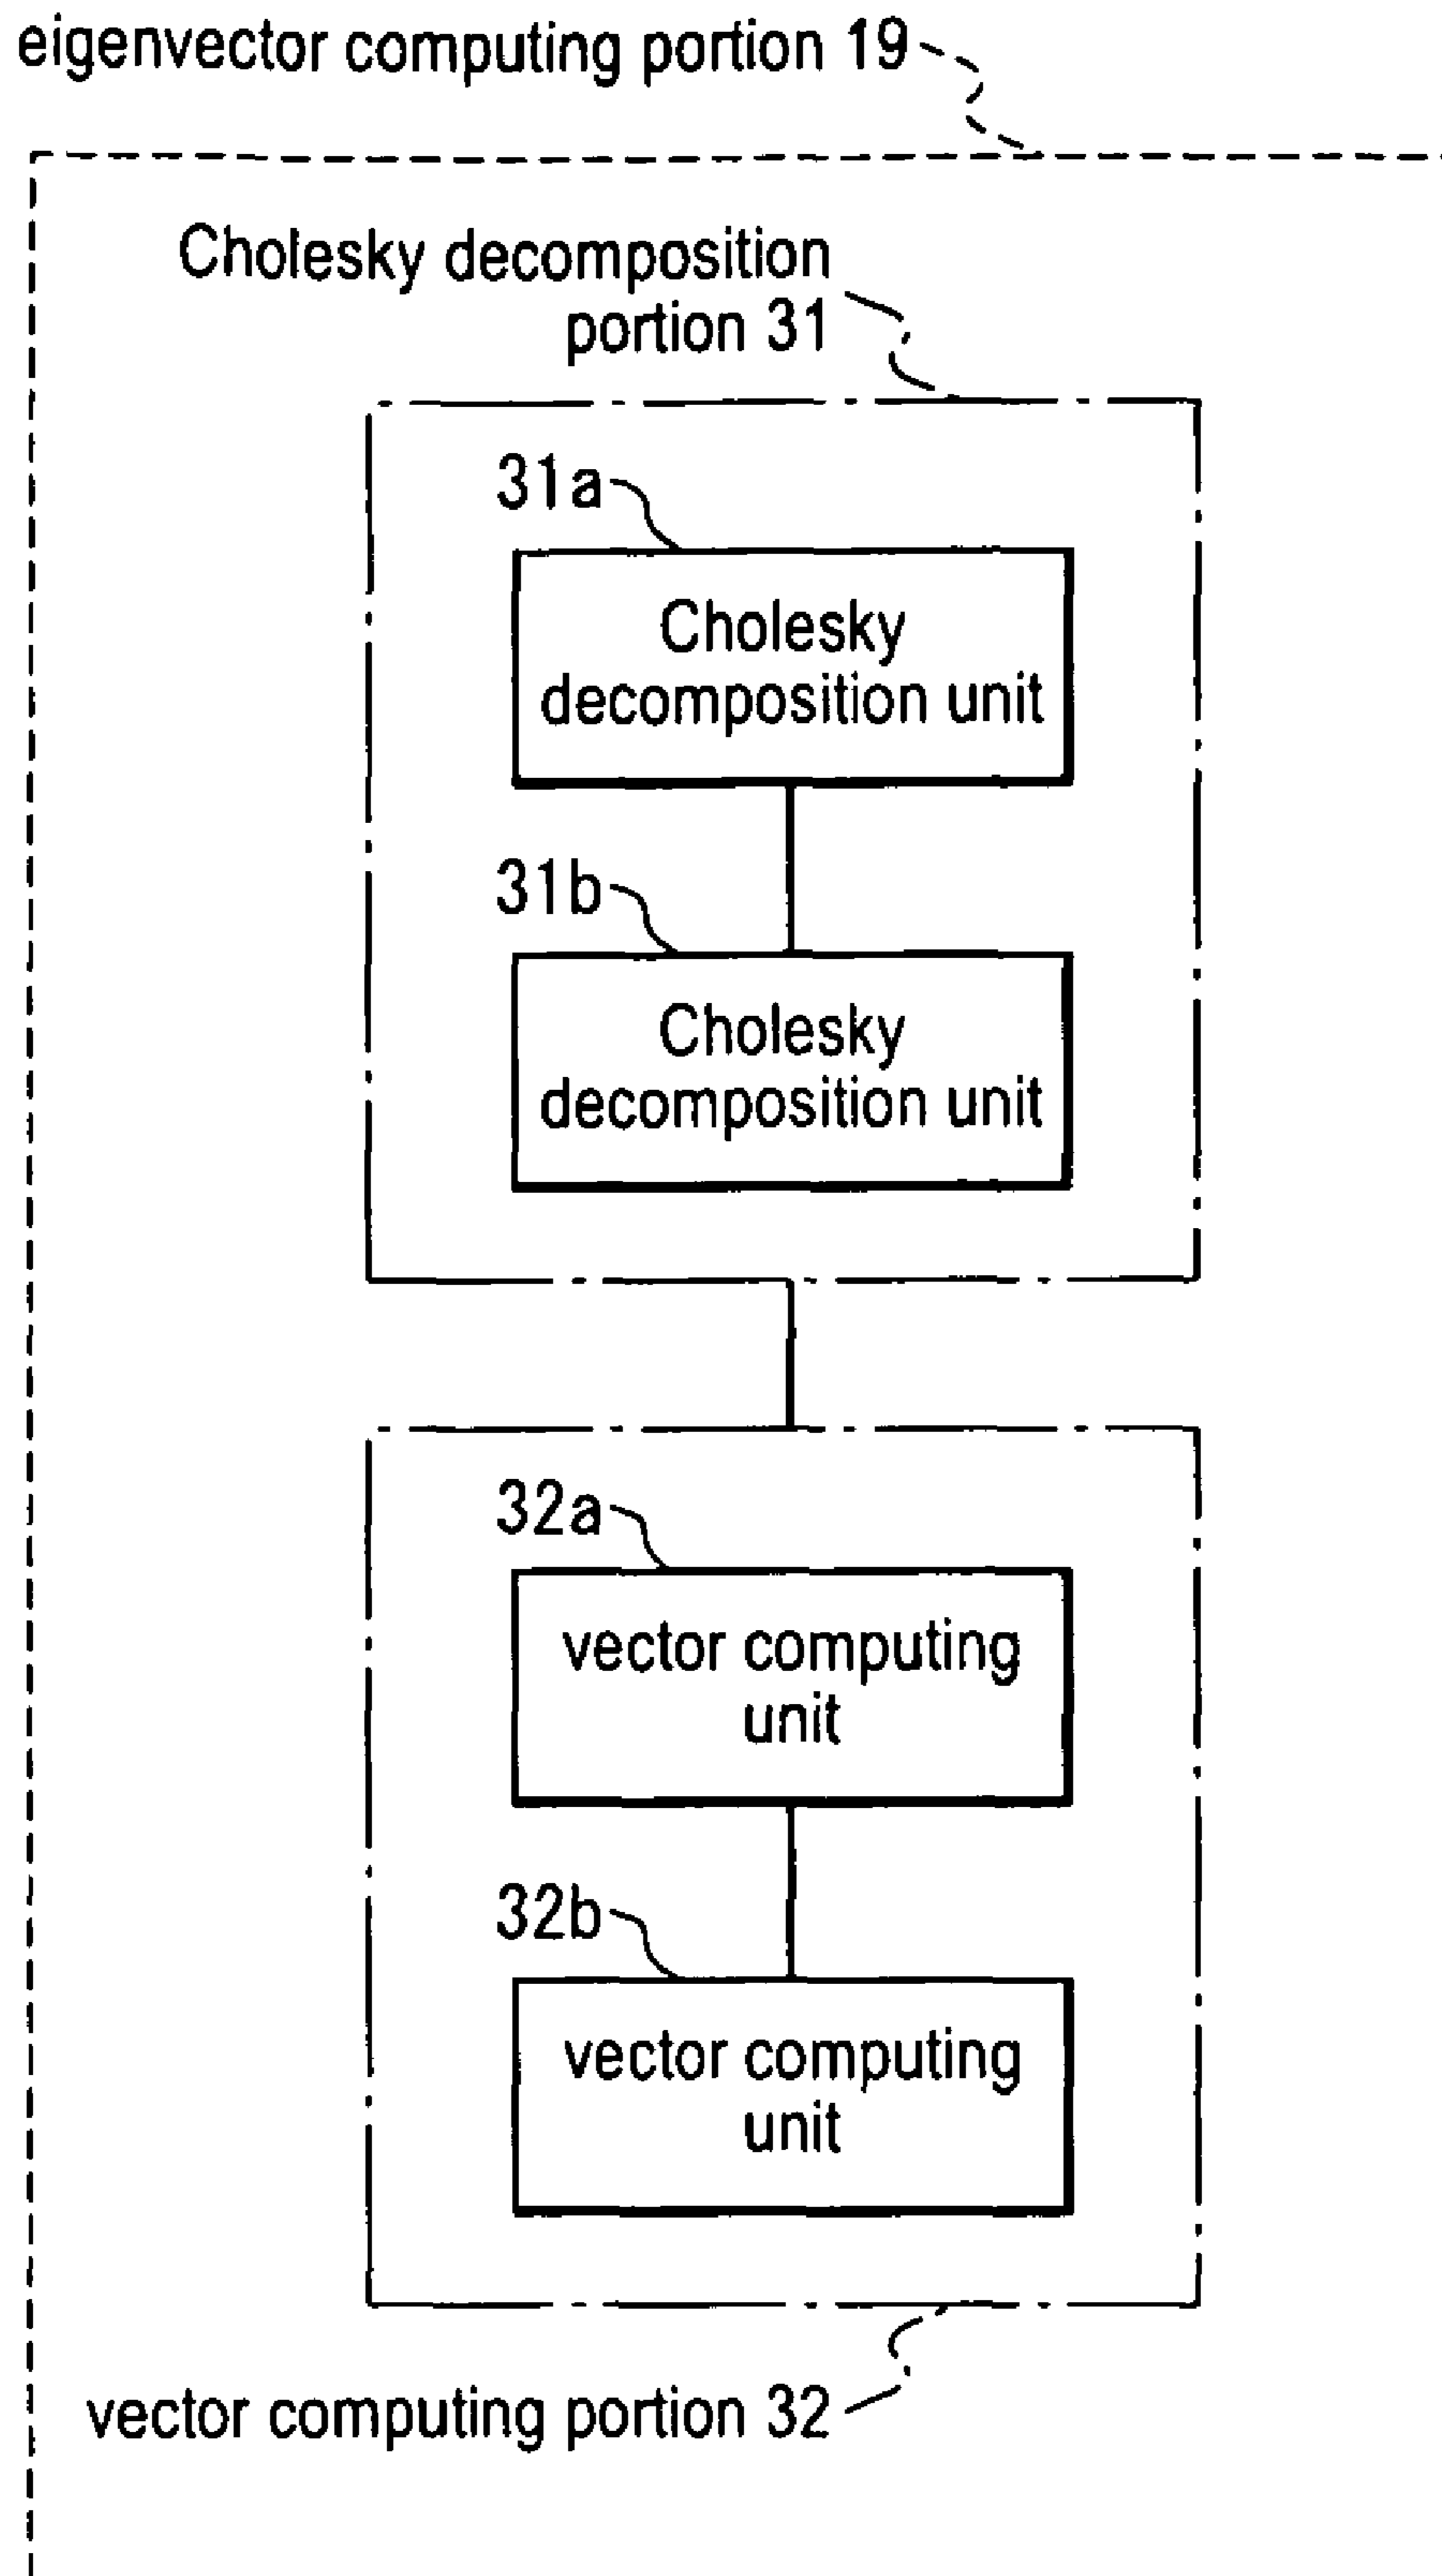 eigenvector computing portion 19
Cholesky decomposition
portion 31
31a
Cholesky
decomposition unit
31b
Cholesky
decomposition unit
32a
vector computing
unit
32b
vector computing
unit
vector computing portion 32